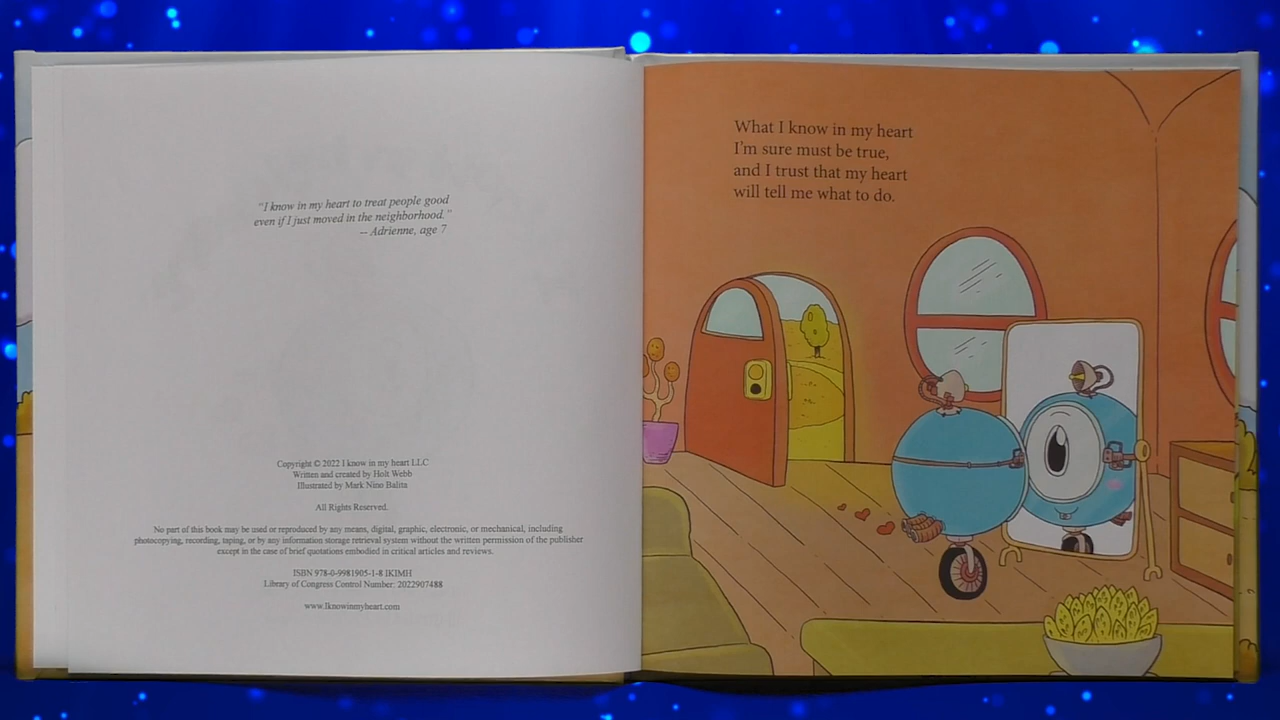 "I know in my heart to treat people good
even if I just moved in the neighborhood."
-- Adrienne, age 7
Copyright © 2022 I know in my heart LLC
Written and created by Holt Webb
Illustrated by Mark Nino Balita
All Rights Reserved.
No part of this book may be used or reproduced by any means, digital, graphic, electronic, or mechanical, including
photocopying, recording, taping, or by any information storage retrieval system without the written permission of the publisher
except in the case of brief quotations embodied in critical articles and reviews.
ISBN 978-0-9981905-1-8 IKIMH
Library of Congress Control Number: 2022907488
www.Iknowinmyheart.com
What I know in my heart
I'm sure must be true,
and I trust that my heart
will tell me what to do.